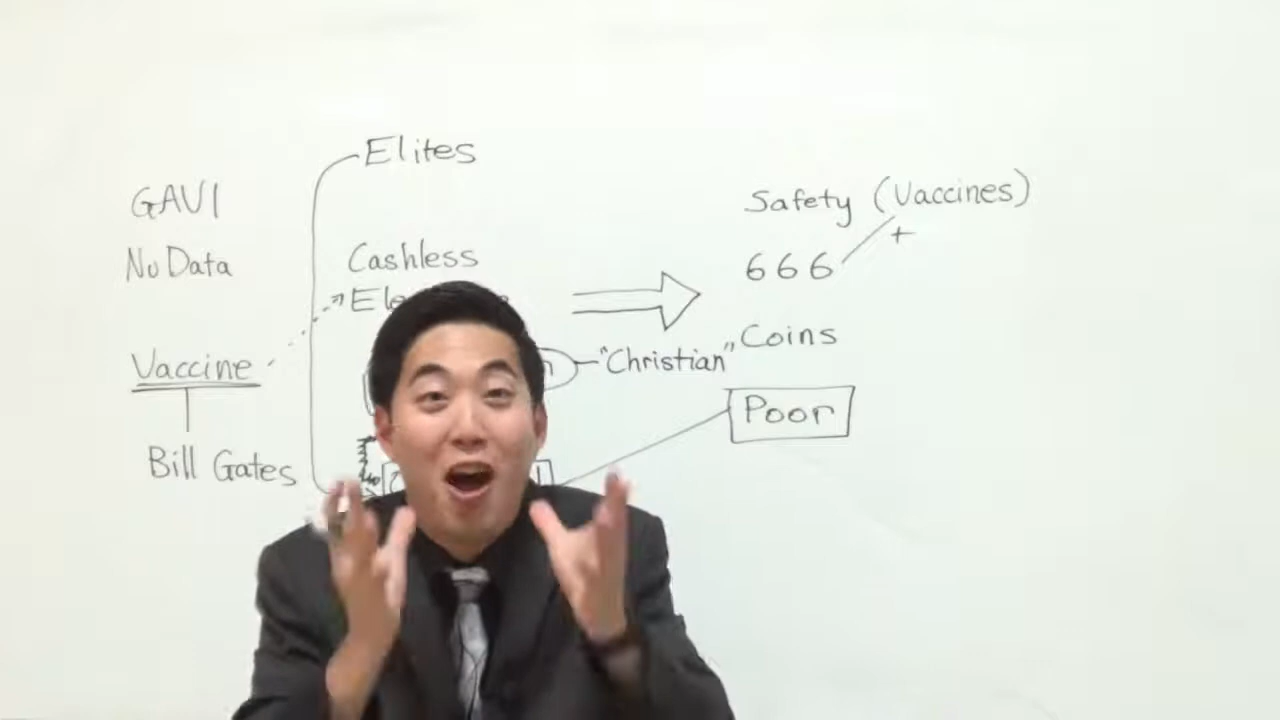 GAVI
No Data
Vaccine
Bill Gates
Elites
Cashless
"Christian"
Safety (Vaccines)
+
666
Coins
Poor